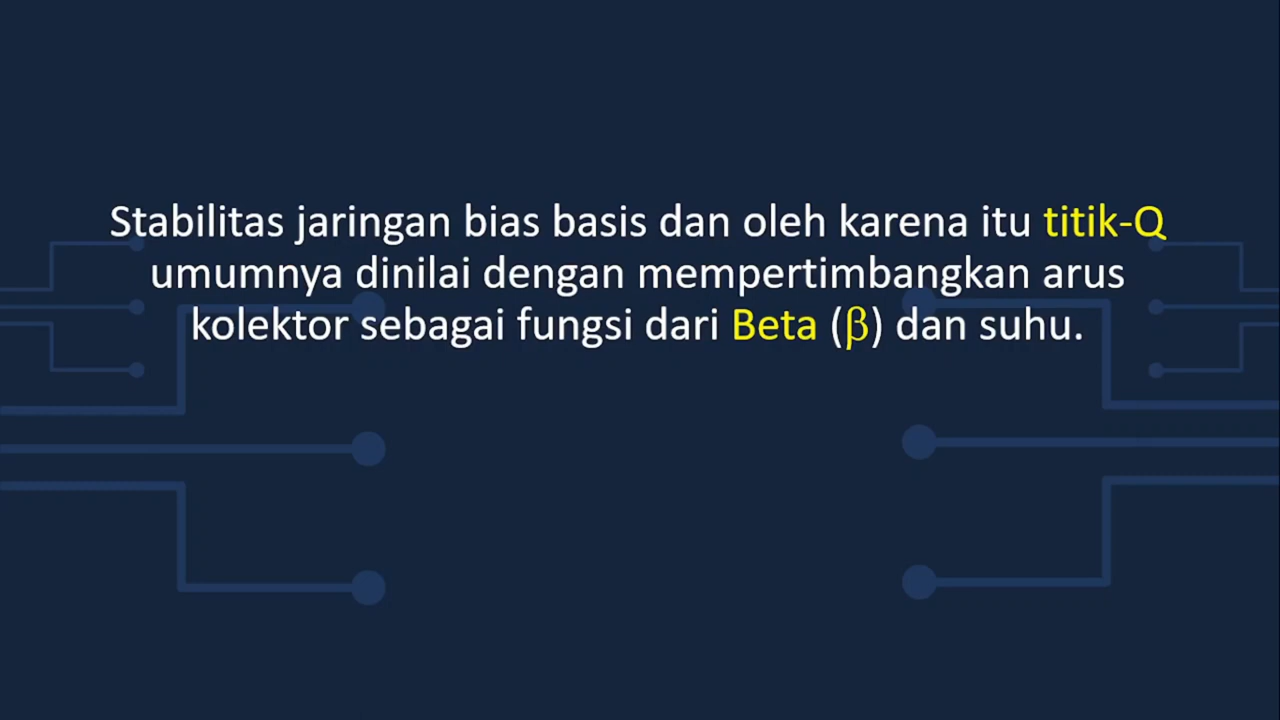 Stabilitas jaringan bias basis dan oleh karena itu titik-Q
umumnya dinilai dengan mempertimbangkan arus
kolektor sebagai fungsi dari Beta (β) dan suhu.